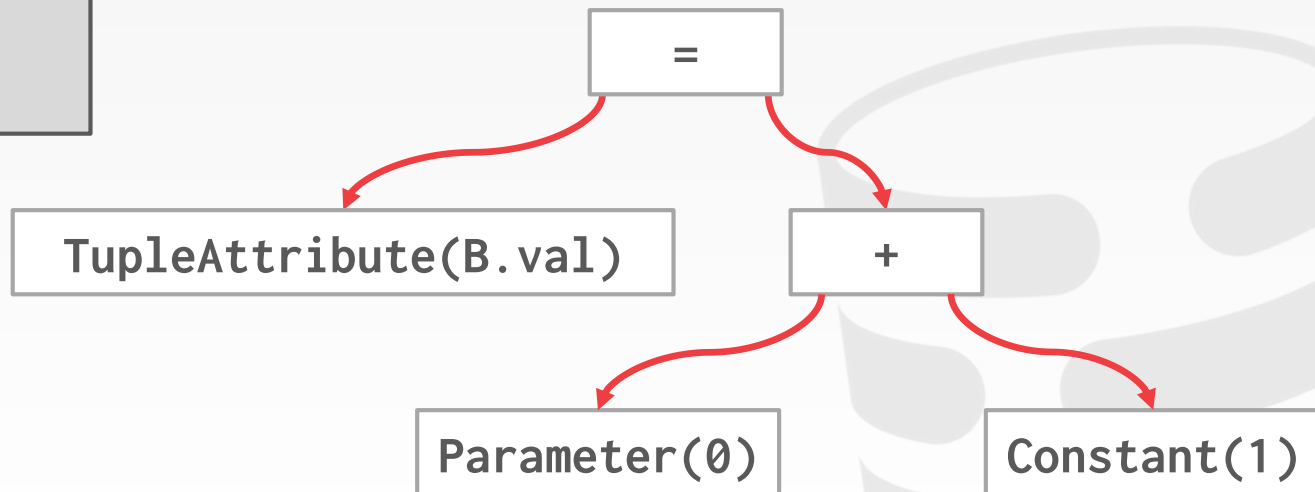 =
TupleAttribute(B.val)
+
Parameter(0)
Constant(1)